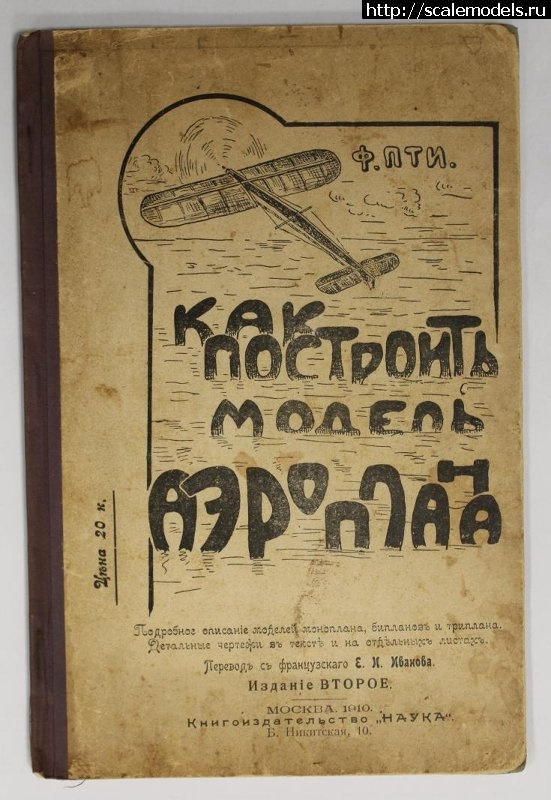 http://scalemodels.ru
Ф. ПТИ.
КАК
ПОСТРОИТЬ
МОДЕЛЬ
АЭРОПЛАНА
Цѣна 20 к.
Подробное описаніе моделей моноплана, биплановъ и триплана.
Детальные чертежи въ текстѣ и на отдѣльныхъ листахъ.
Переводъ съ французскаго Е. И. Иванова.
Изданіе ВТОРОЕ.
МОСКВА. 1910.
Книгоиздательство „НАУКА“.
Б. Никитская, 10.